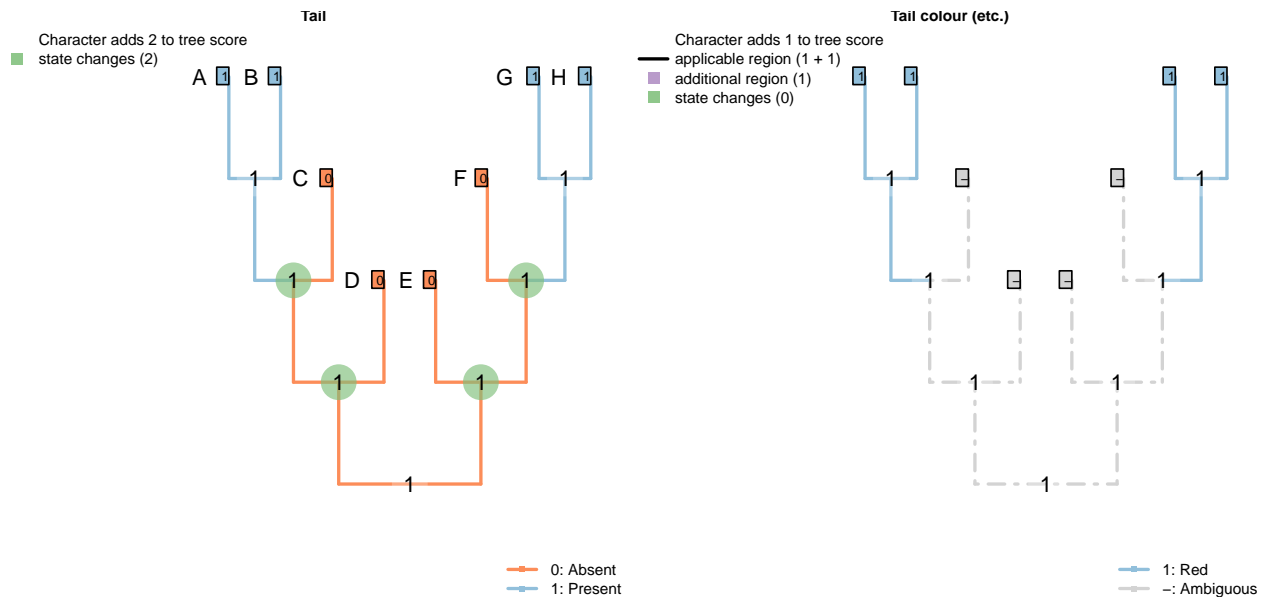 Tail
Character adds 2 to tree score
state changes (2)
A 1 B 1 G 1 H 1
1 C 0 F 0 1
1 D 0 E 0 1
1 1
1
0: Absent
1: Present
Tail colour (etc.)
Character adds 1 to tree score
applicable region (1 + 1)
additional region (1)
state changes (0)
1 1 1 1
1 – – 1
1 – – 1
1 1
1
1: Red
–: Ambiguous